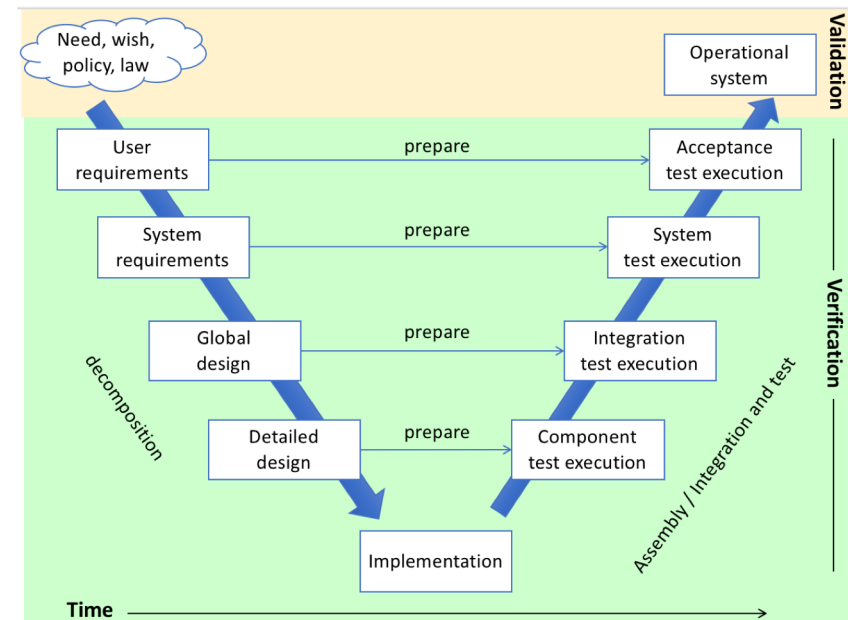 Need, wish,
policy, law
Operational
system
Validation
User
requirements
prepare
Acceptance
test execution
System
requirements
prepare
System
test execution
Global
design
prepare
Integration
test execution
Verification
decomposition
Detailed
design
prepare
Component
test execution
Assembly / Integration and test
Implementation
Time